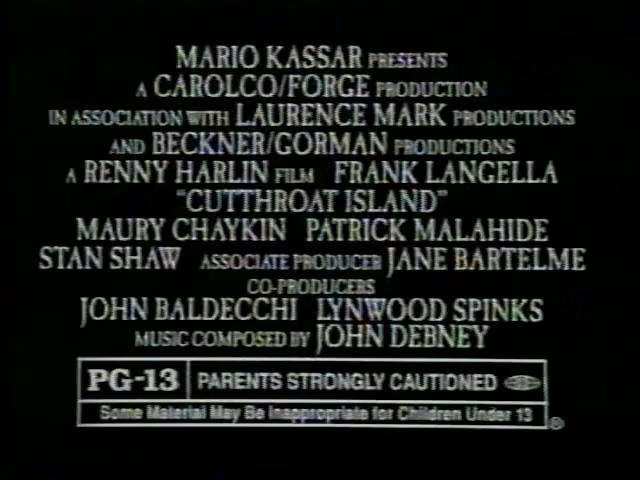 MARIO KASSAR PRESENTS
A CAROLCO/FORGE PRODUCTION
IN ASSOCIATION WITH LAURENCE MARK PRODUCTIONS
AND BECKNER/GORMAN PRODUCTIONS
A RENNY HARLIN FILM FRANK LANGELLA
"CUTTHROAT ISLAND"
MAURY CHAYKIN PATRICK MALAHIDE
STAN SHAW ASSOCIATE PRODUCER JANE BARTELME
CO-PRODUCERS
JOHN BALDECCHI LYNWOOD SPINKS
MUSIC COMPOSED BY JOHN DEBNEY
PG-13 PARENTS STRONGLY CAUTIONED
Some Material May Be Inappropriate for Children Under 13 ®